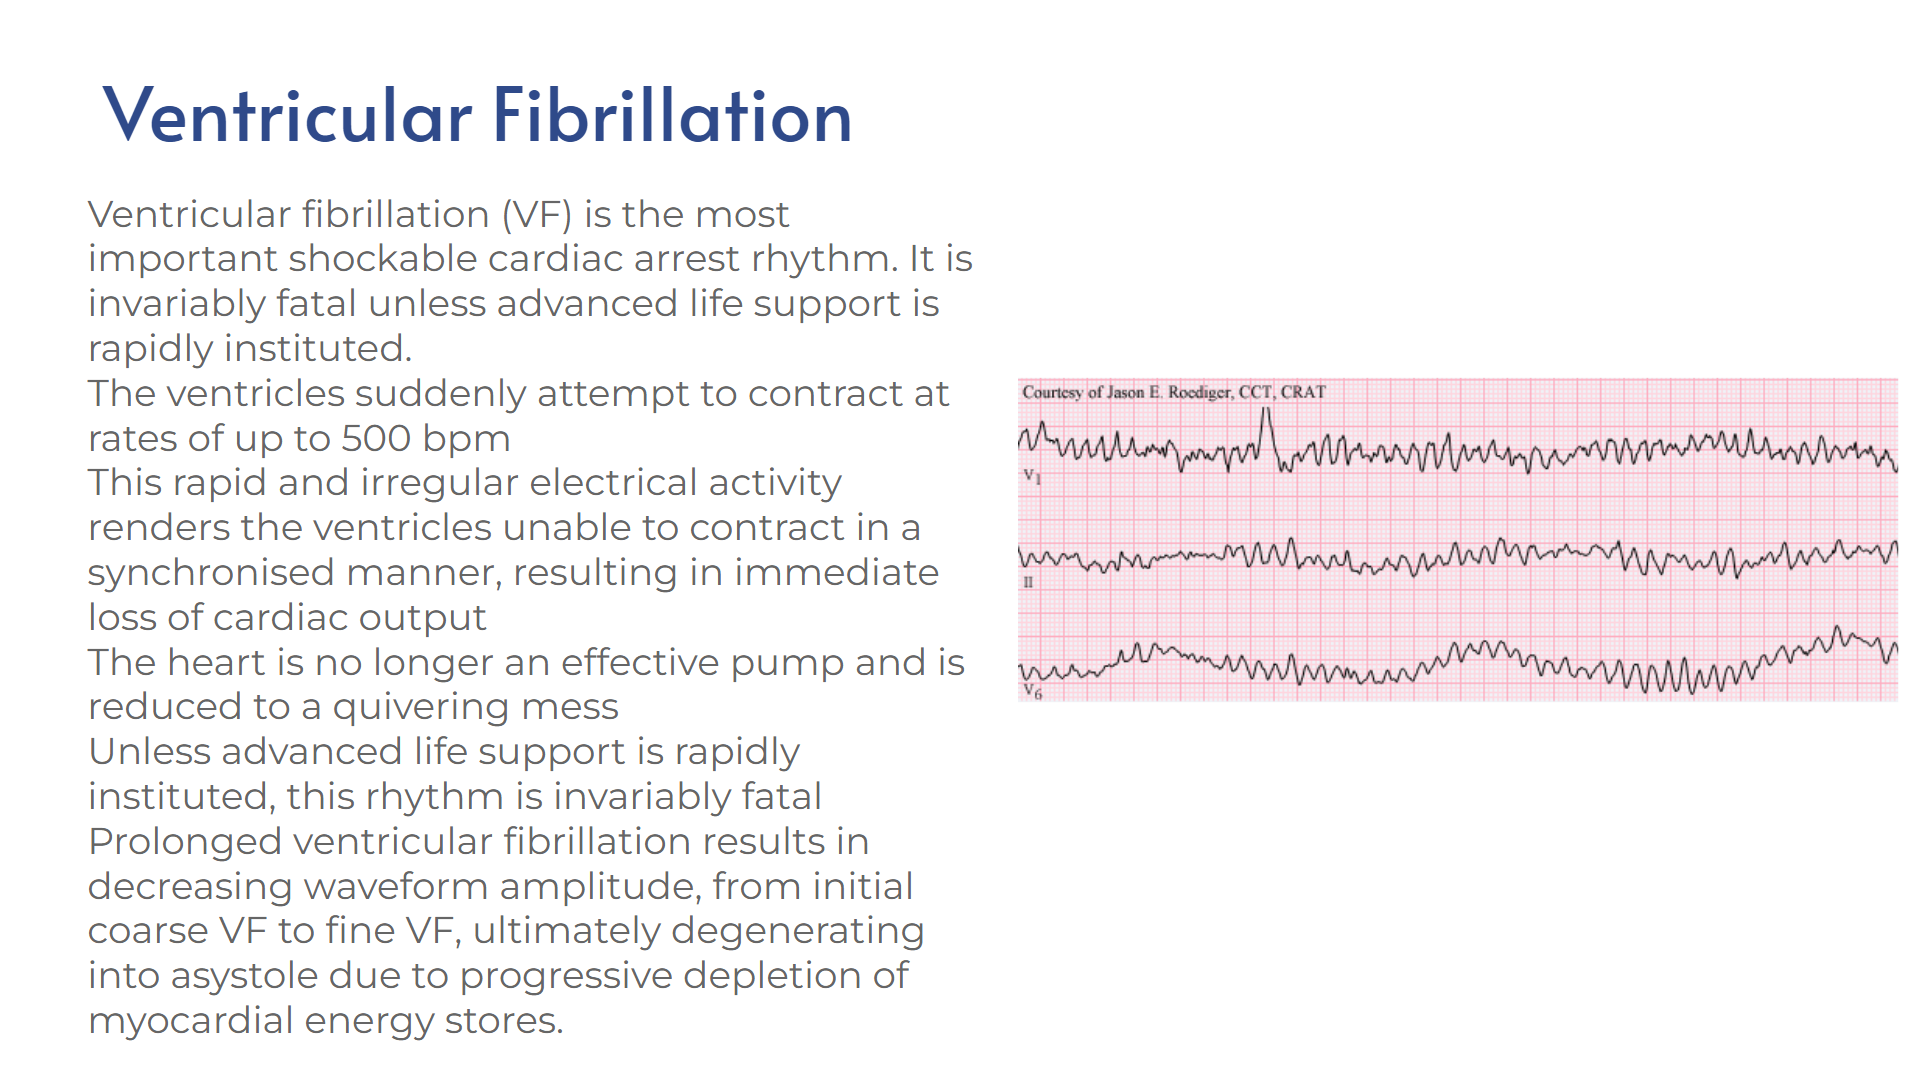 Ventricular Fibrillation
Ventricular fibrillation (VF) is the most
important shockable cardiac arrest rhythm. It is
invariably fatal unless advanced life support is
rapidly instituted.
The ventricles suddenly attempt to contract at
rates of up to 500 bpm
This rapid and irregular electrical activity
renders the ventricles unable to contract in a
synchronised manner, resulting in immediate
loss of cardiac output
The heart is no longer an effective pump and is
reduced to a quivering mess
Unless advanced life support is rapidly
instituted, this rhythm is invariably fatal
Prolonged ventricular fibrillation results in
decreasing waveform amplitude, from initial
coarse VF to fine VF, ultimately degenerating
into asystole due to progressive depletion of
myocardial energy stores.
Courtesy of Jason E. Roediger, CCT, CRAT
V1
II
V6